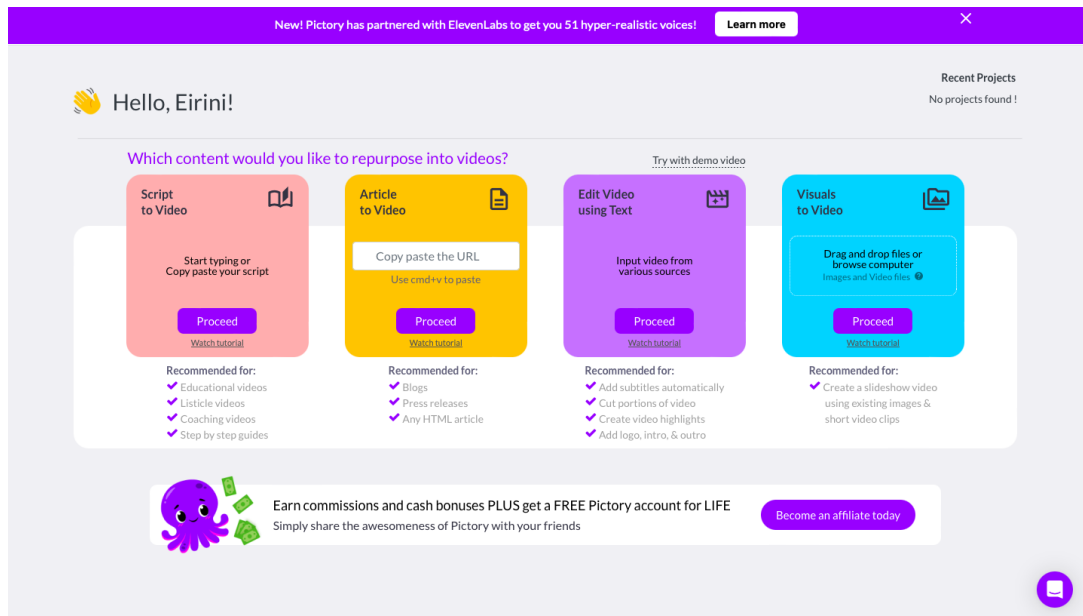 New! Pictory has partnered with ElevenLabs to get you 51 hyper-realistic voices!
Learn more
Recent Projects
No projects found !
Hello, Eirini!
Which content would you like to repurpose into videos?
Try with demo video
Script
to Video
Start typing or
Copy paste your script
Proceed
Watch tutorial
Recommended for:
Educational videos
Listicle videos
Coaching videos
Step by step guides
Article
to Video
Copy paste the URL
Use cmd+v to paste
Proceed
Watch tutorial
Recommended for:
Blogs
Press releases
Any HTML article
Edit Video
using Text
Input video from
various sources
Proceed
Watch tutorial
Recommended for:
Add subtitles automatically
Cut portions of video
Create video highlights
Add logo, intro, & outro
Visuals
to Video
Drag and drop files or
browse computer
Images and Video files ?
Proceed
Watch tutorial
Recommended for:
Create a slideshow video
using existing images &
short video clips
Earn commissions and cash bonuses PLUS get a FREE Pictory account for LIFE
Simply share the awesomeness of Pictory with your friends
Become an affiliate today